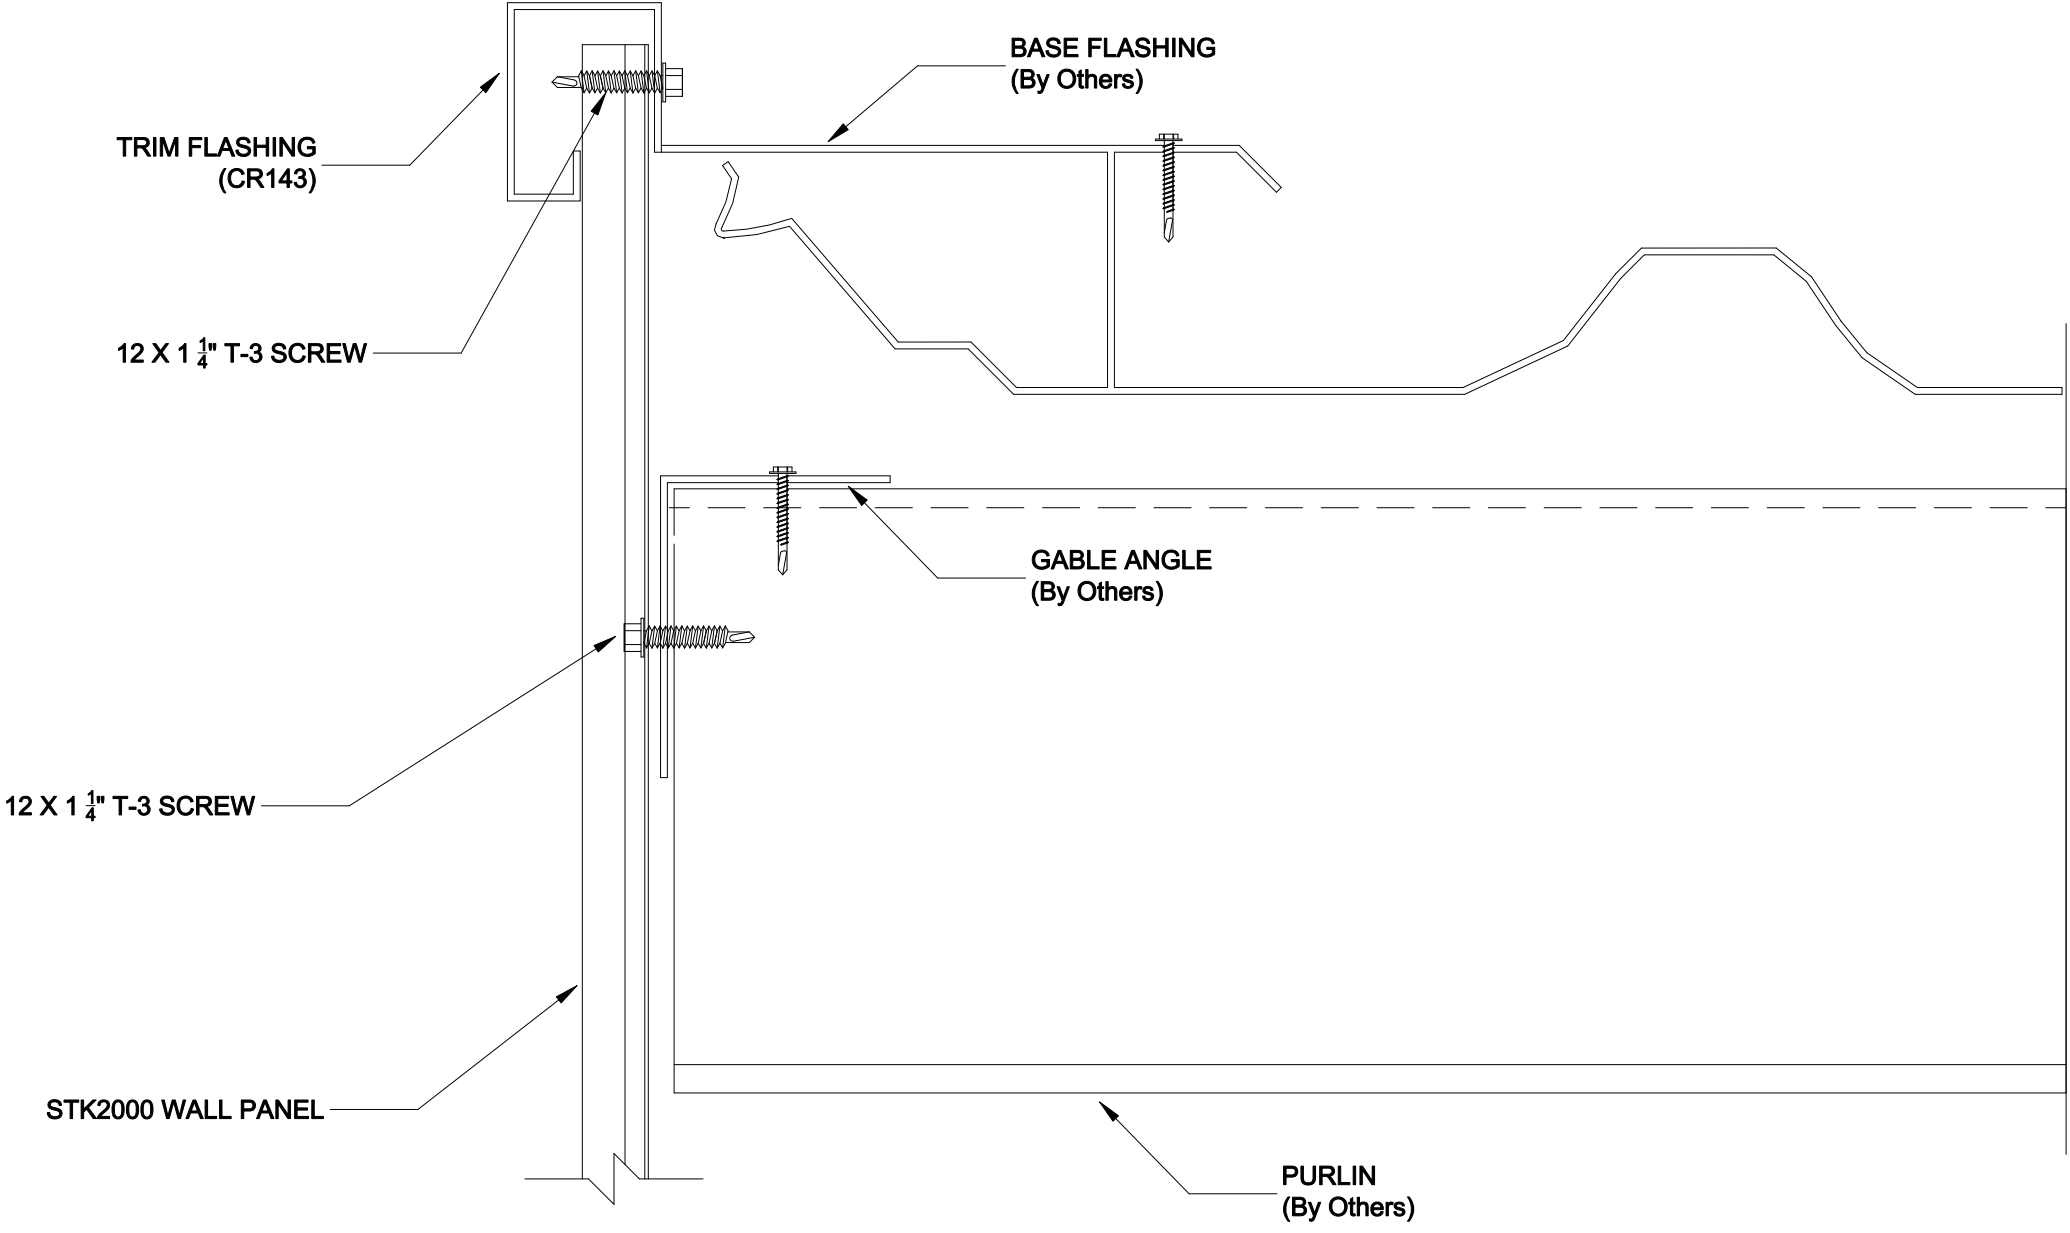 BASE FLASHING
(By Others)
TRIM FLASHING
(CR143)
12 X 1 1/4" T-3 SCREW
GABLE ANGLE
(By Others)
12 X 1 1/4" T-3 SCREW
STK2000 WALL PANEL
PURLIN
(By Others)